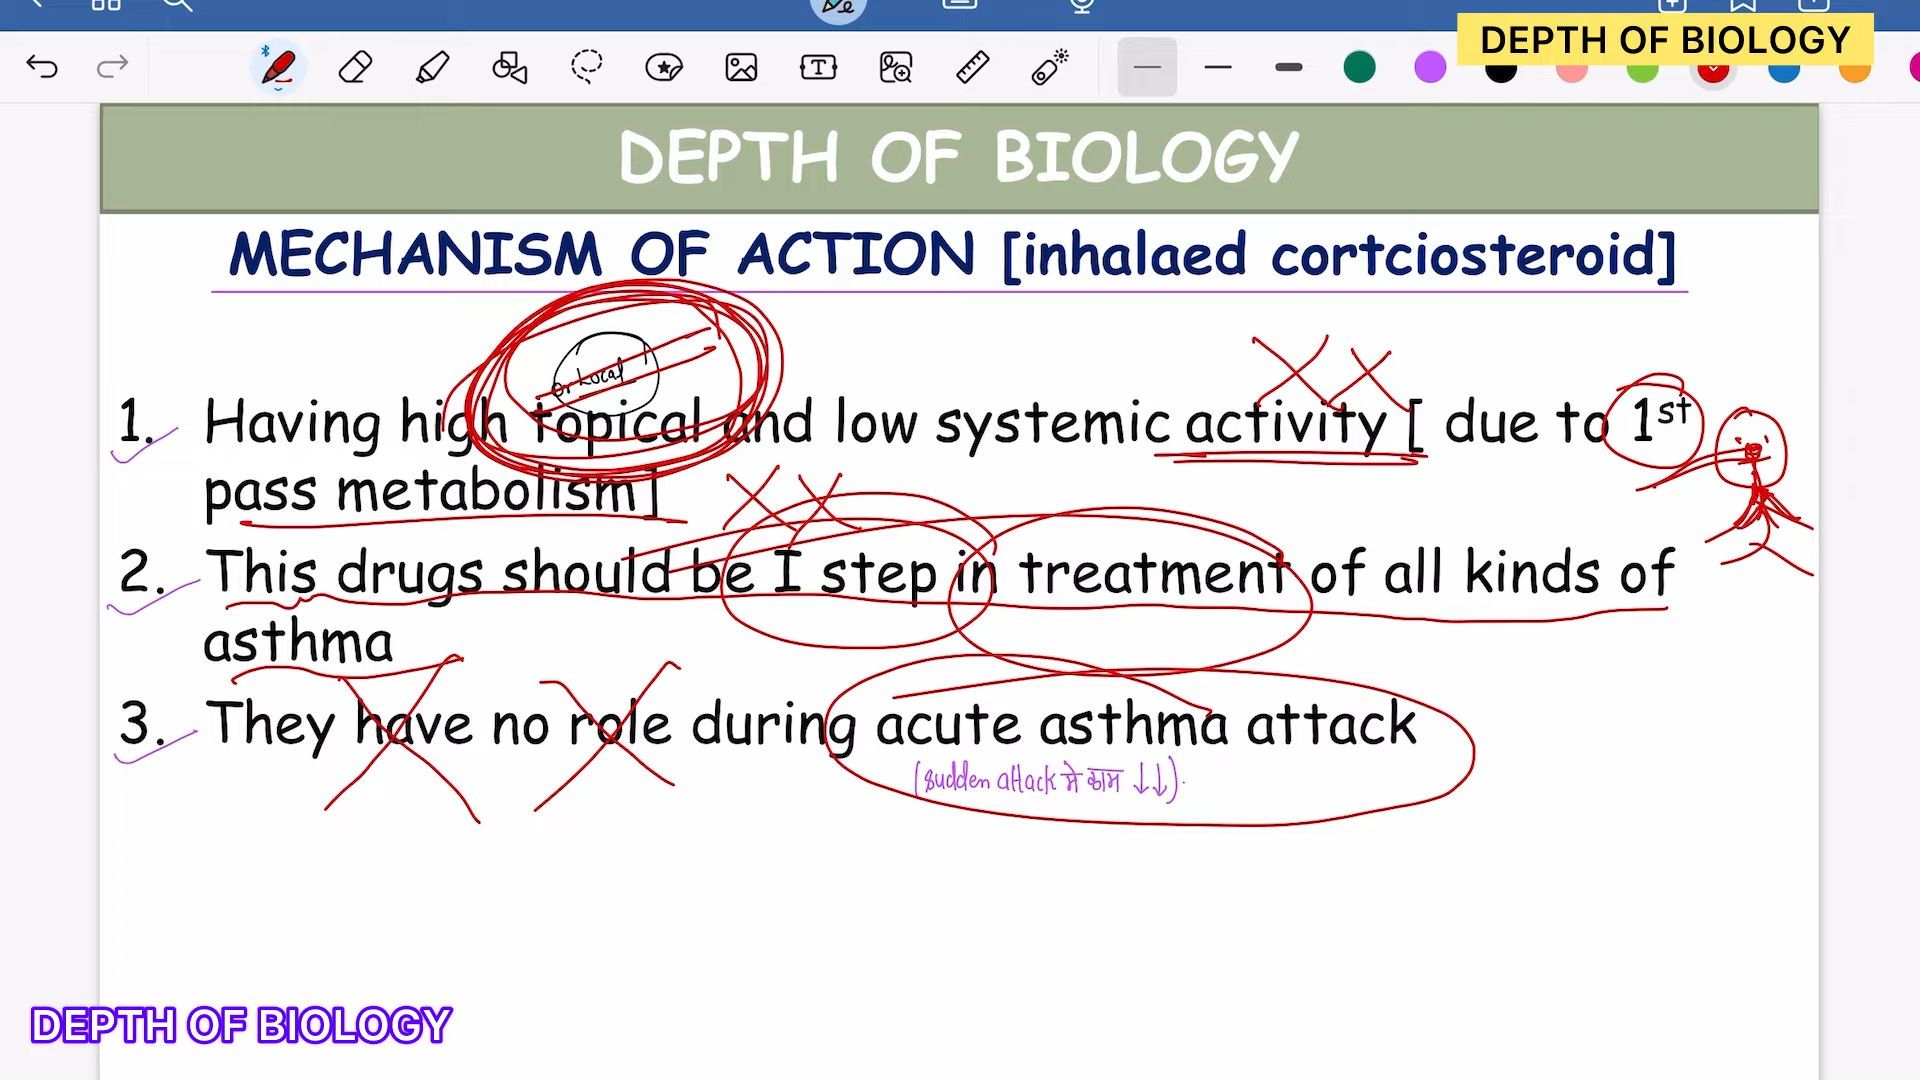 DEPTH OF BIOLOGY
DEPTH OF BIOLOGY
MECHANISM OF ACTION [inhalaed cortciosteroid]
or Local
1. Having high topical and low systemic activity [ due to 1st
pass metabolism]
2. This drugs should be I step in treatment of all kinds of
asthma
3. They have no role during acute asthma attack
(sudden attack मे काम ↓↓).
DEPTH OF BIOLOGY